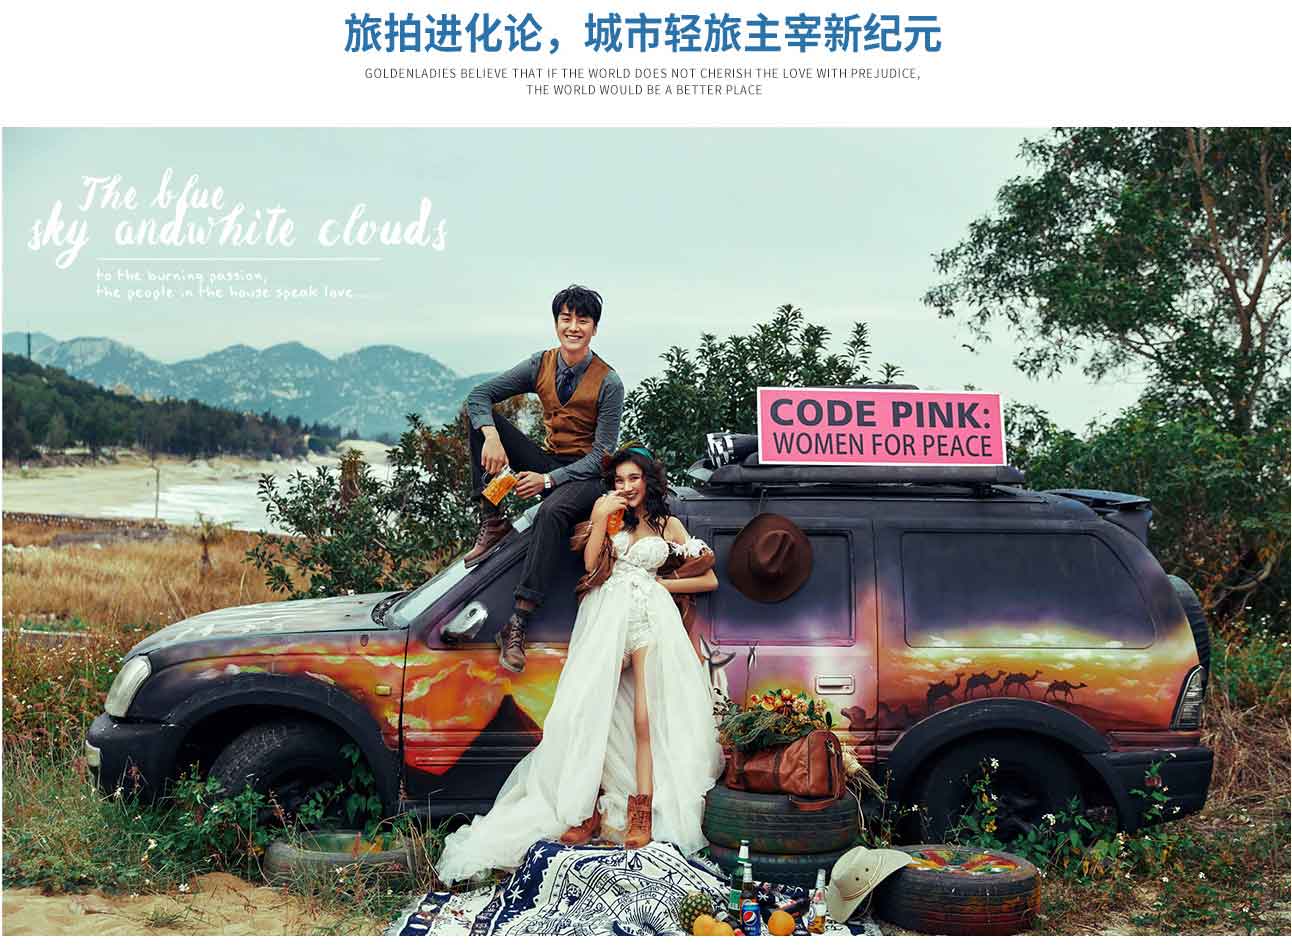 旅拍进化论，城市轻旅主宰新纪元
GOLDENLADIES BELIEVE THAT IF THE WORLD DOES NOT CHERISH THE LOVE WITH PREJUDICE,
THE WORLD WOULD BE A BETTER PLACE
The blue
sky andwhite clouds
to the burning passion,
the people in the house speak love......
CODE PINK:
WOMEN FOR PEACE